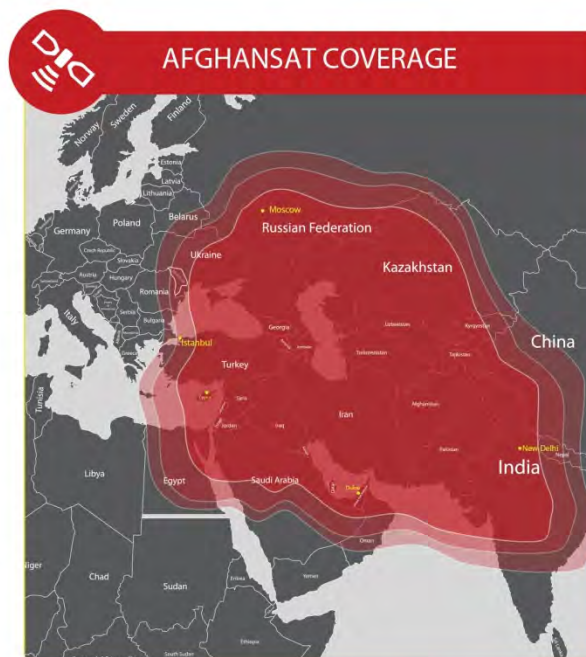 AFGHANSAT COVERAGE
Norway
Sweden
Finland
Estonia
Latvia
Lithuania
Moscow
Belarus
Russian Federation
Germany
Poland
Czech Republic
Slovakia
Ukraine
Kazakhstan
Austria
Hungary
Romania
Serbia
Italy
Bulgaria
Georgia
Uzbekistan
Kyrgyzstan
China
Istanbul
Greece
Turkmenistan
Tajikistan
Turkey
Tunisia
Syria
Iran
Afghanistan
Jordan
Iraq
Pakistan
New Delhi
Nepal
India
Libya
Egypt
Saudi Arabia
Dubai
Oman
Niger
Chad
Sudan
Eritrea
Yemen
Ethiopia
South Sudan